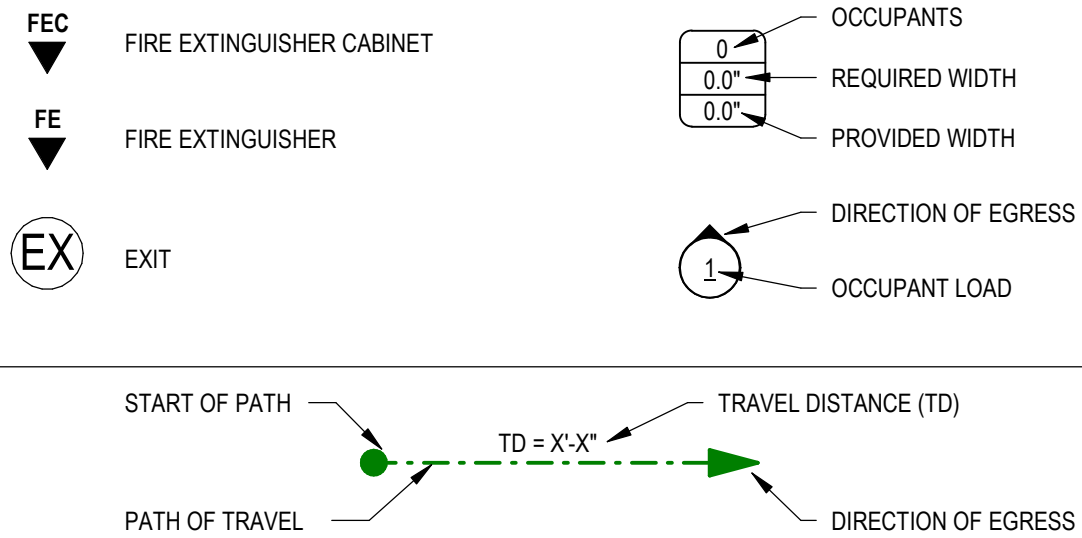 FEC
FIRE EXTINGUISHER CABINET
FE
FIRE EXTINGUISHER
EX
EXIT
OCCUPANTS
0
0.0"
REQUIRED WIDTH
0.0"
PROVIDED WIDTH
DIRECTION OF EGRESS
1
OCCUPANT LOAD
START OF PATH
TRAVEL DISTANCE (TD)
TD = X'-X"
PATH OF TRAVEL
DIRECTION OF EGRESS